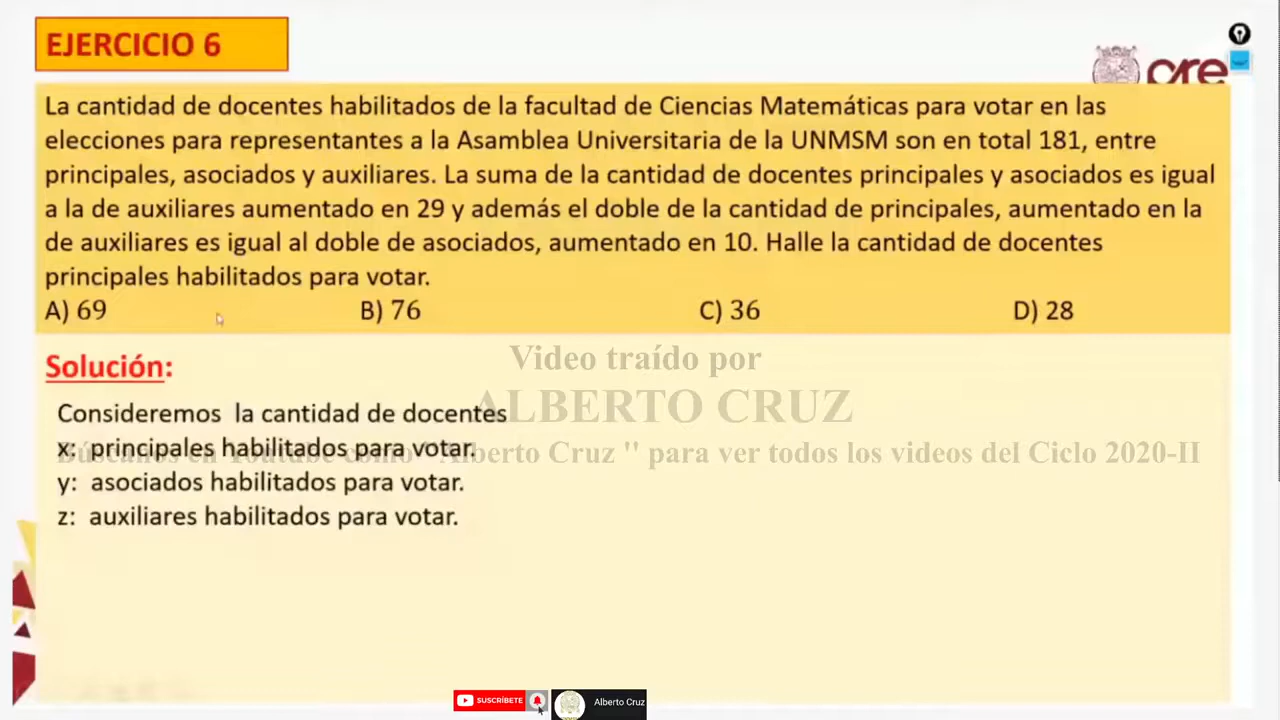 EJERCICIO 6
cre
La cantidad de docentes habilitados de la facultad de Ciencias Matemáticas para votar en las
elecciones para representantes a la Asamblea Universitaria de la UNMSM son en total 181, entre
principales, asociados y auxiliares. La suma de la cantidad de docentes principales y asociados es igual
a la de auxiliares aumentado en 29 y además el doble de la cantidad de principales, aumentado en la
de auxiliares es igual al doble de asociados, aumentado en 10. Halle la cantidad de docentes
principales habilitados para votar.
A) 69 B) 76 C) 36 D) 28
Solución:
Video traído por
ALBERTO CRUZ
Búscanos en Youtube como "Alberto Cruz " para ver todos los videos del Ciclo 2020-II
Consideremos la cantidad de docentes
x: principales habilitados para votar.
y: asociados habilitados para votar.
z: auxiliares habilitados para votar.
SUSCRÍBETE
Alberto Cruz